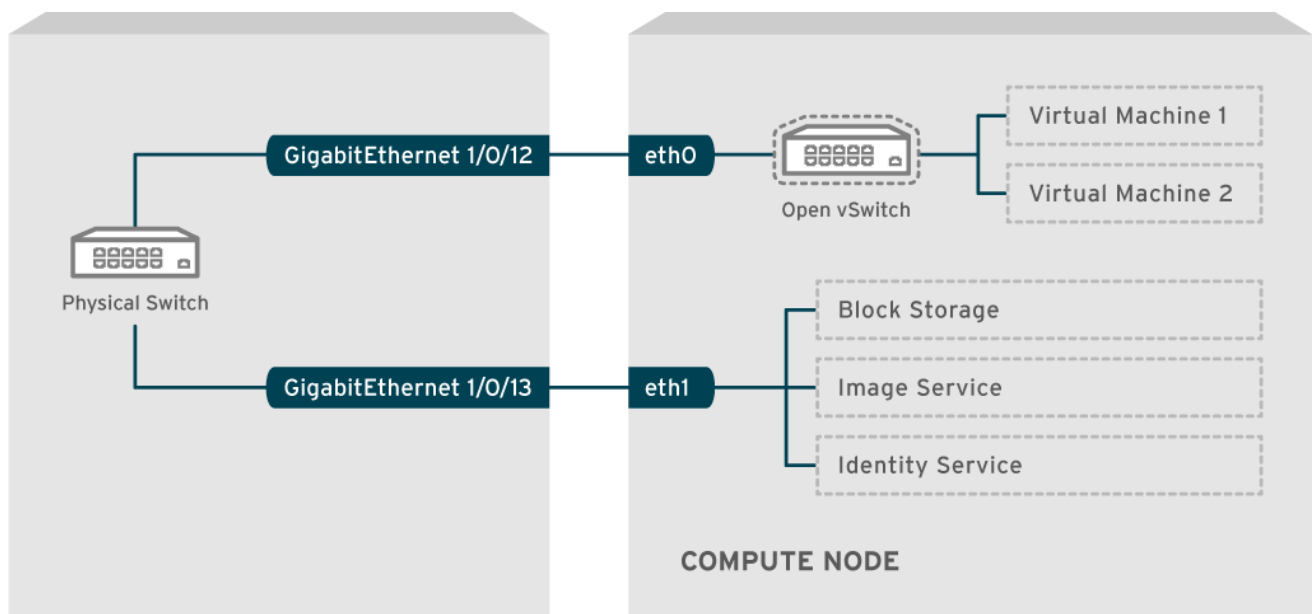 GigabitEthernet 1/0/12
eth0
Virtual Machine 1
Virtual Machine 2
Open vSwitch
Physical Switch
Block Storage
GigabitEthernet 1/0/13
eth1
Image Service
Identity Service
COMPUTE NODE